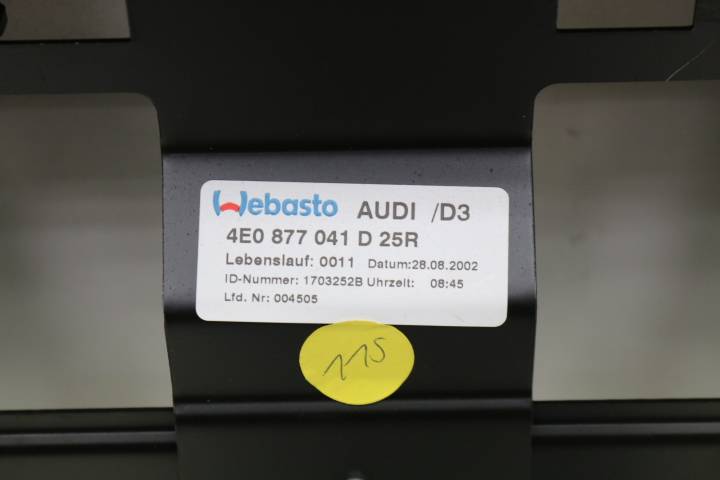 Webasto AUDI /D3
4E0 877 041 D 25R
Lebenslauf: 0011 Datum:28.08.2002
ID-Nummer: 1703252B Uhrzeit: 08:45
Lfd. Nr: 004505
115